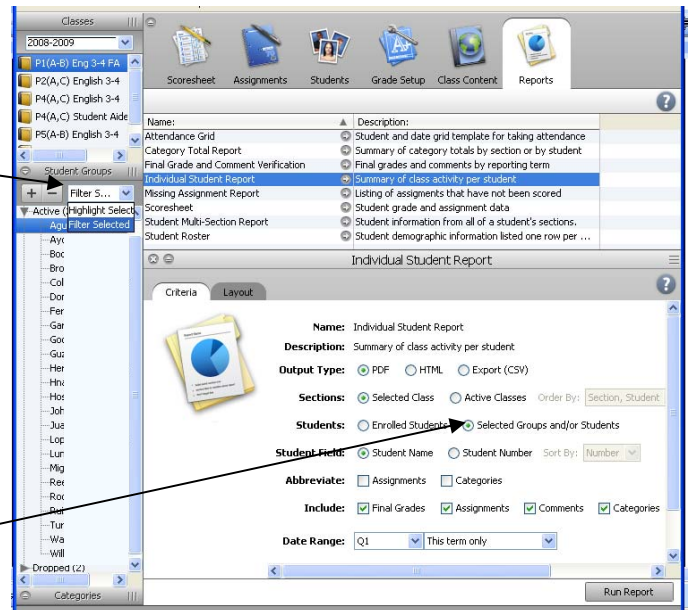 Classes
2008-2009
P1(A-B) Eng 3-4 FA
P2(A,C) English 3-4
P4(A,C) English 3-4
P4(A,C) Student Aide
P5(A-B) English 3-4
Student Groups
+ - Filter S...
Highlight Select
Filter Selected
Active (
Agu
Ayc
Boc
Bro
Col
Dor
Fer
Gar
Goc
Guz
Her
Hna
Hos
Joh
Jua
Lop
Lur
Mig
Ree
Roc
Rui
Tur
Wa
Will
Dropped (2)
Categories
Scoresheet Assignments Students Grade Setup Class Content Reports
Name: Description:
Attendance Grid Student and date grid template for taking attendance
Category Total Report Summary of category totals by section or by student
Final Grade and Comment Verification Final grades and comments by reporting term
Individual Student Report Summary of class activity per student
Missing Assignment Report Listing of assigments that have not been scored
Scoresheet Student grade and assignment data
Student Multi-Section Report Student information from all of a student's sections.
Student Roster Student demographic information listed one row per ...
Individual Student Report
Criteria Layout
Name: Individual Student Report
Description: Summary of class activity per student
Output Type: PDF HTML Export (CSV)
Sections: Selected Class Active Classes Order By: Section, Student
Students: Enrolled Students Selected Groups and/or Students
Student Field: Student Name Student Number Sort By: Number
Abbreviate: Assignments Categories
Include: Final Grades Assignments Comments Categories
Date Range: Q1 This term only
Run Report